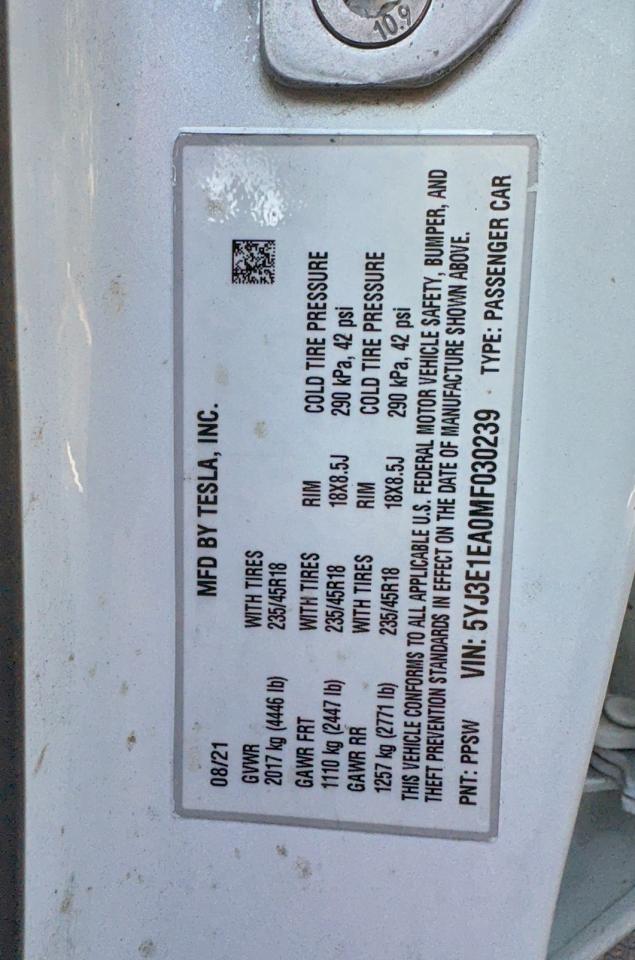 10.9
MFD BY TESLA, INC.
08/21
GVWR WITH TIRES
2017 kg (4446 lb) 235/45R18
GAWR FRT WITH TIRES RIM COLD TIRE PRESSURE
1110 kg (2447 lb) 235/45R18 18X8.5J 290 kPa, 42 psi
GAWR RR WITH TIRES RIM COLD TIRE PRESSURE
1257 kg (2771 lb) 235/45R18 18X8.5J 290 kPa, 42 psi
THIS VEHICLE CONFORMS TO ALL APPLICABLE U.S. FEDERAL MOTOR VEHICLE SAFETY, BUMPER, AND
THEFT PREVENTION STANDARDS IN EFFECT ON THE DATE OF MANUFACTURE SHOWN ABOVE.
PNT: PPSW VIN: 5YJ3E1EA0MF030239 TYPE: PASSENGER CAR